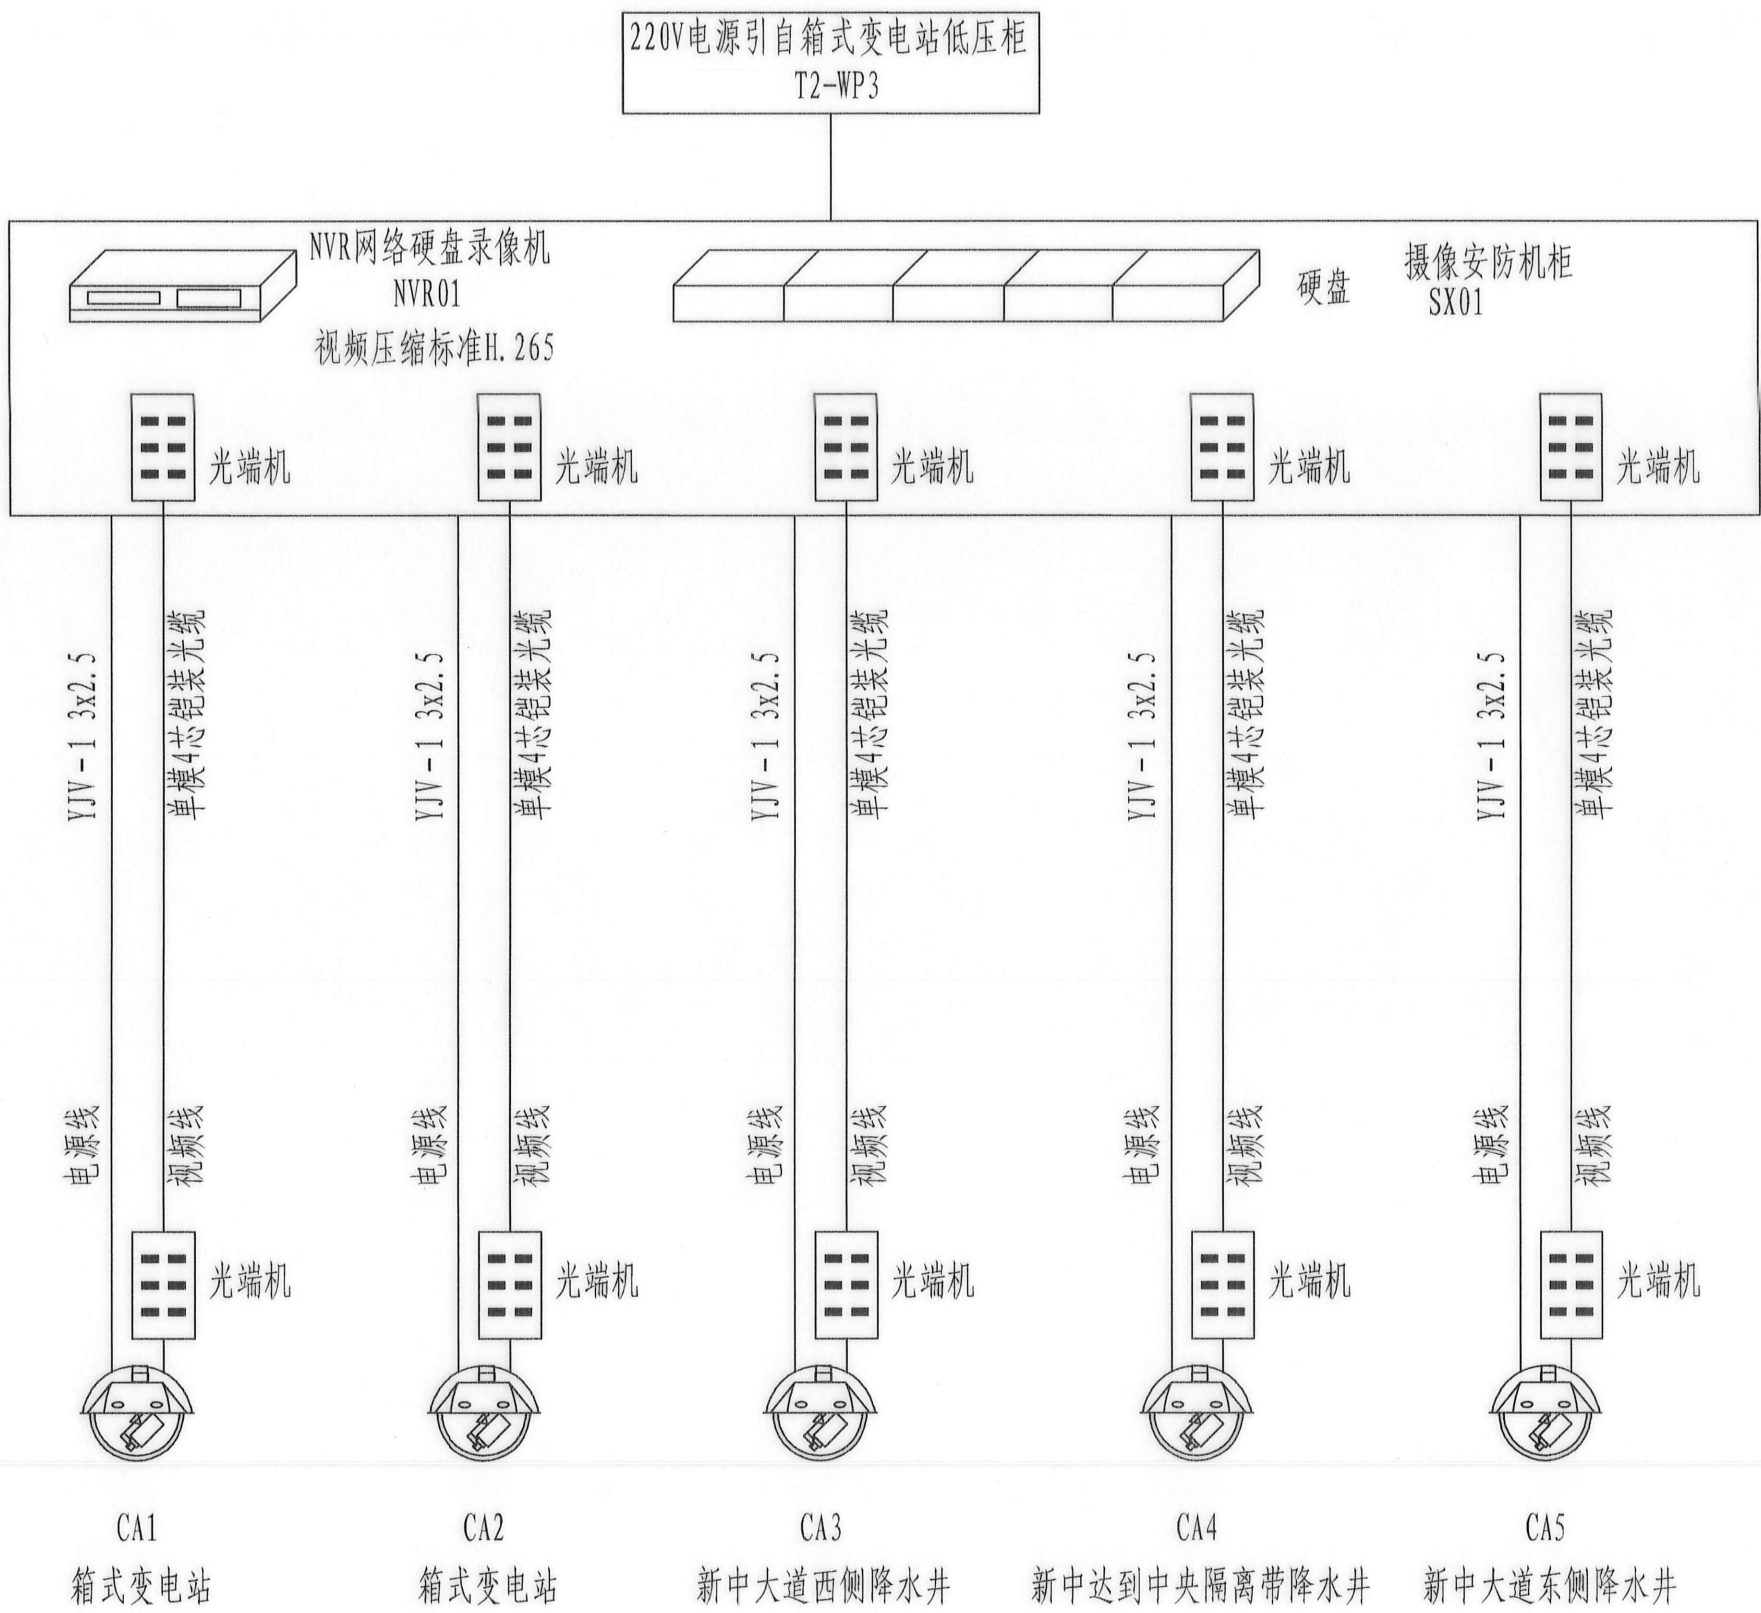 220V电源引自箱式变电站低压柜
T2-WP3
NVR网络硬盘录像机
NVR01
视频压缩标准H.265
硬盘
摄像安防机柜
SX01
光端机
光端机
光端机
光端机
光端机
YJV-1 3x2.5
单模4芯铠装光缆
YJV-1 3x2.5
单模4芯铠装光缆
YJV-1 3x2.5
单模4芯铠装光缆
YJV-1 3x2.5
单模4芯铠装光缆
YJV-1 3x2.5
单模4芯铠装光缆
电源线
视频线
电源线
视频线
电源线
视频线
电源线
视频线
电源线
视频线
光端机
光端机
光端机
光端机
光端机
CA1
CA2
CA3
CA4
CA5
箱式变电站
箱式变电站
新中大道西侧降水井
新中达到中央隔离带降水井
新中大道东侧降水井